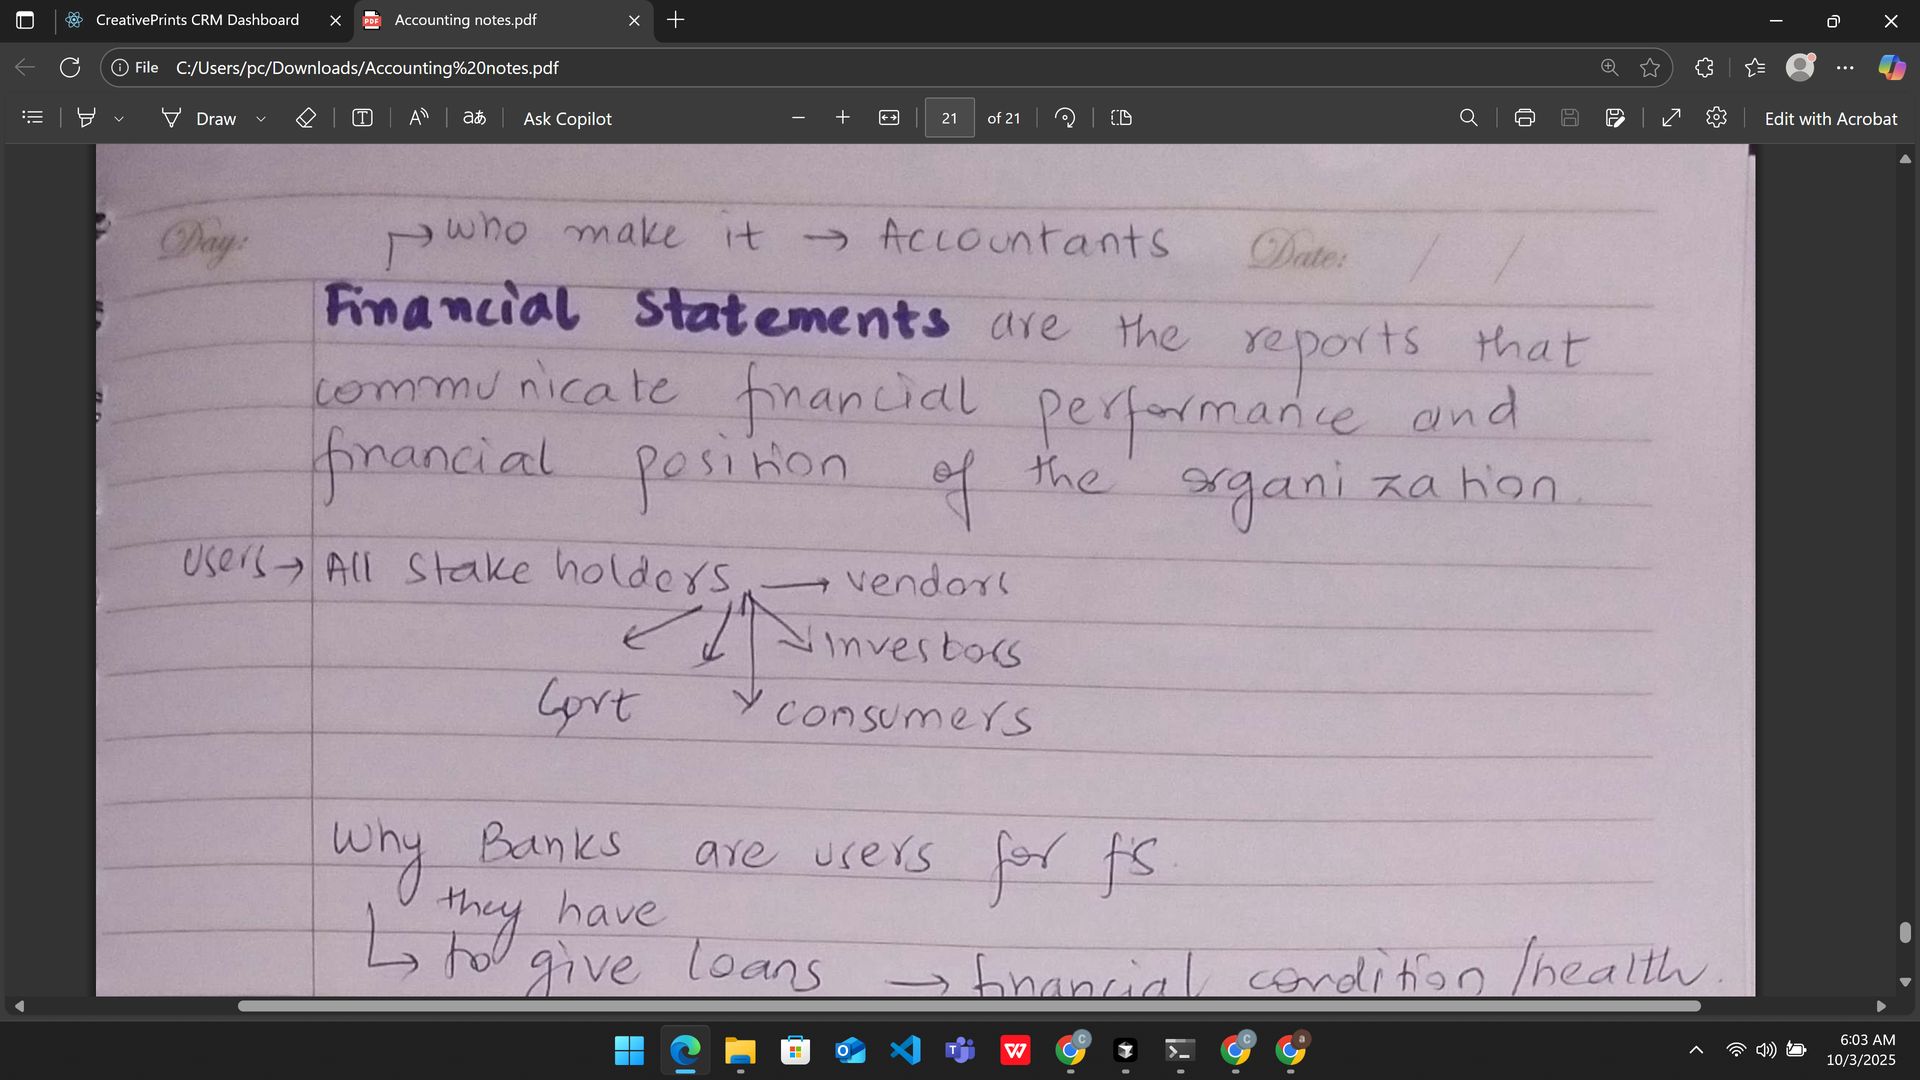 CreativePrints CRM Dashboard
Accounting notes.pdf
File
C:/Users/pc/Downloads/Accounting%20notes.pdf
Draw
Ask Copilot
21
of 21
Edit with Acrobat
Day:
who make it → Accountants
Date: / /
Financial Statements are the reports that
communicate financial performance and
financial position of the organization.
users → All Stake holders → vendors
investors
Govt
consumers
Why Banks are users for f's.
they have
to give loans → financial condition/health.
6:03 AM
10/3/2025